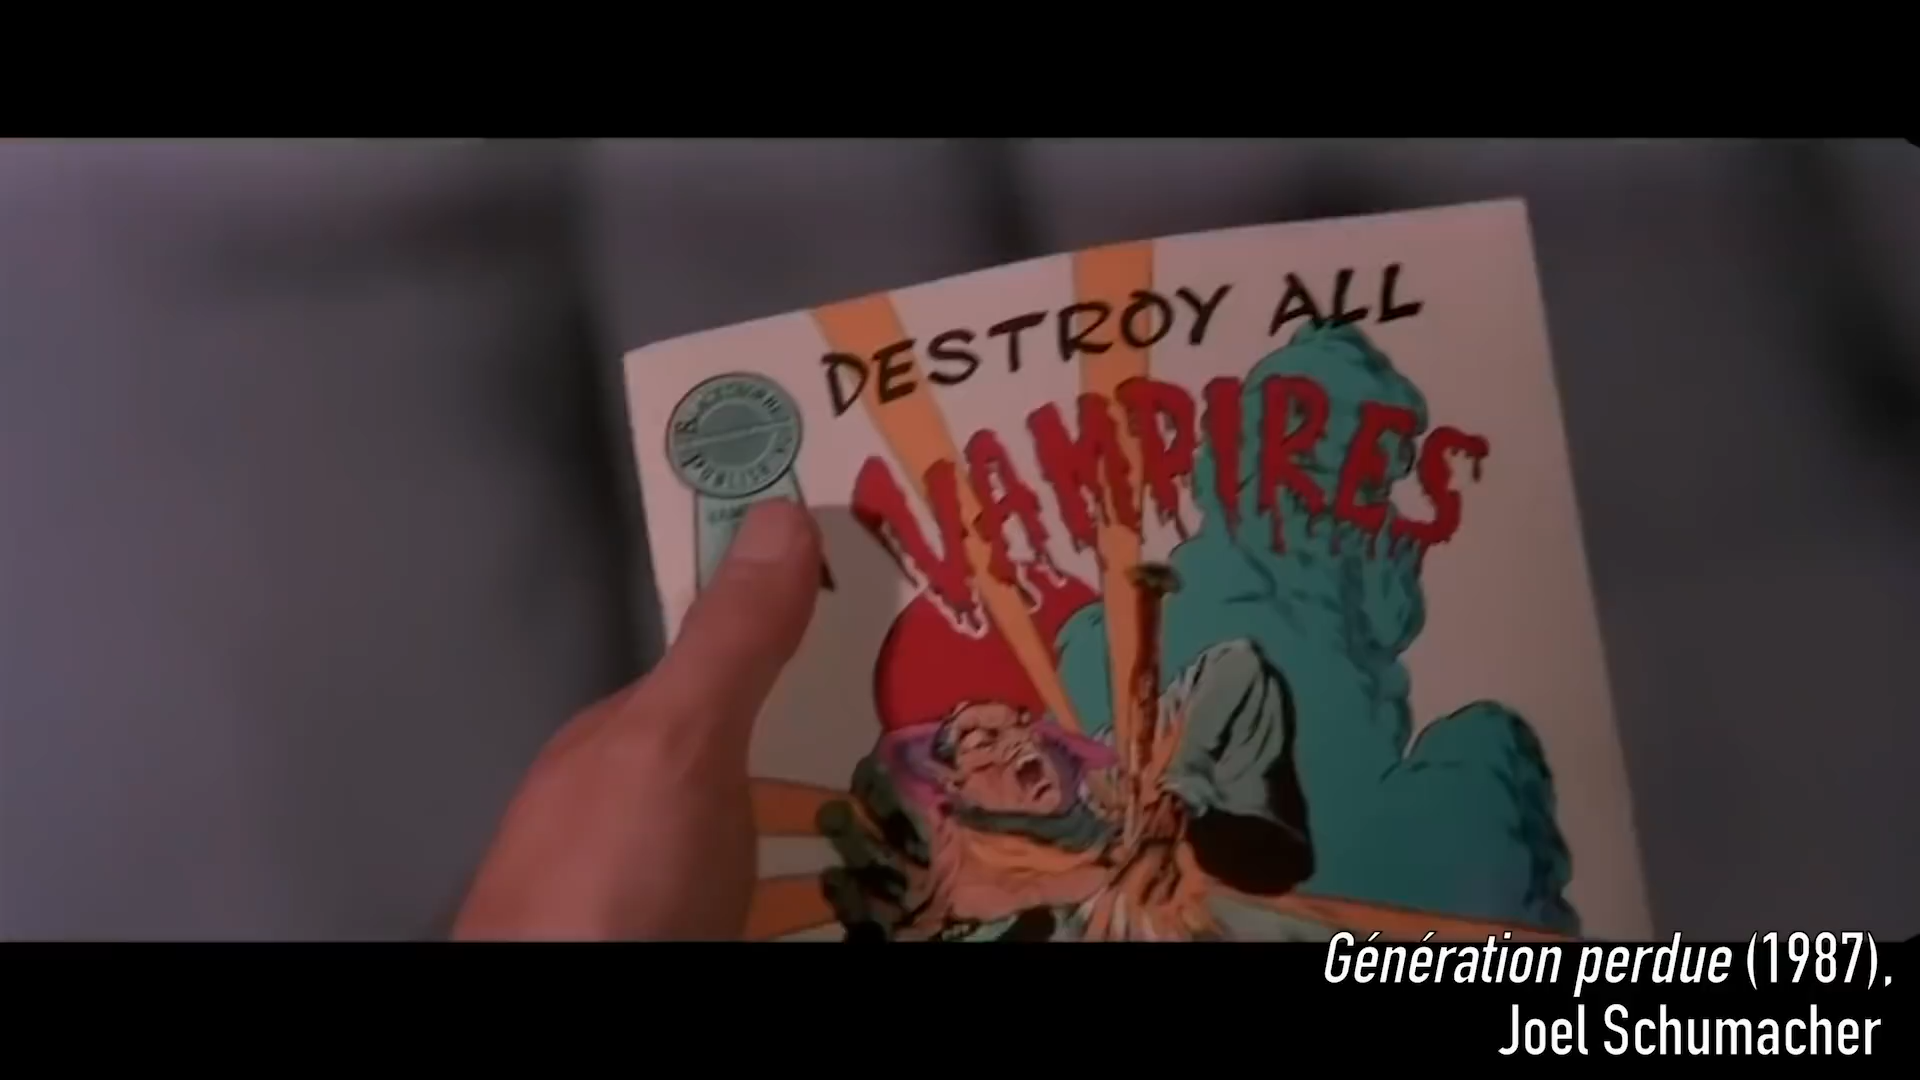 DESTROY ALL
VAMPIRES
Génération perdue (1987),
Joel Schumacher